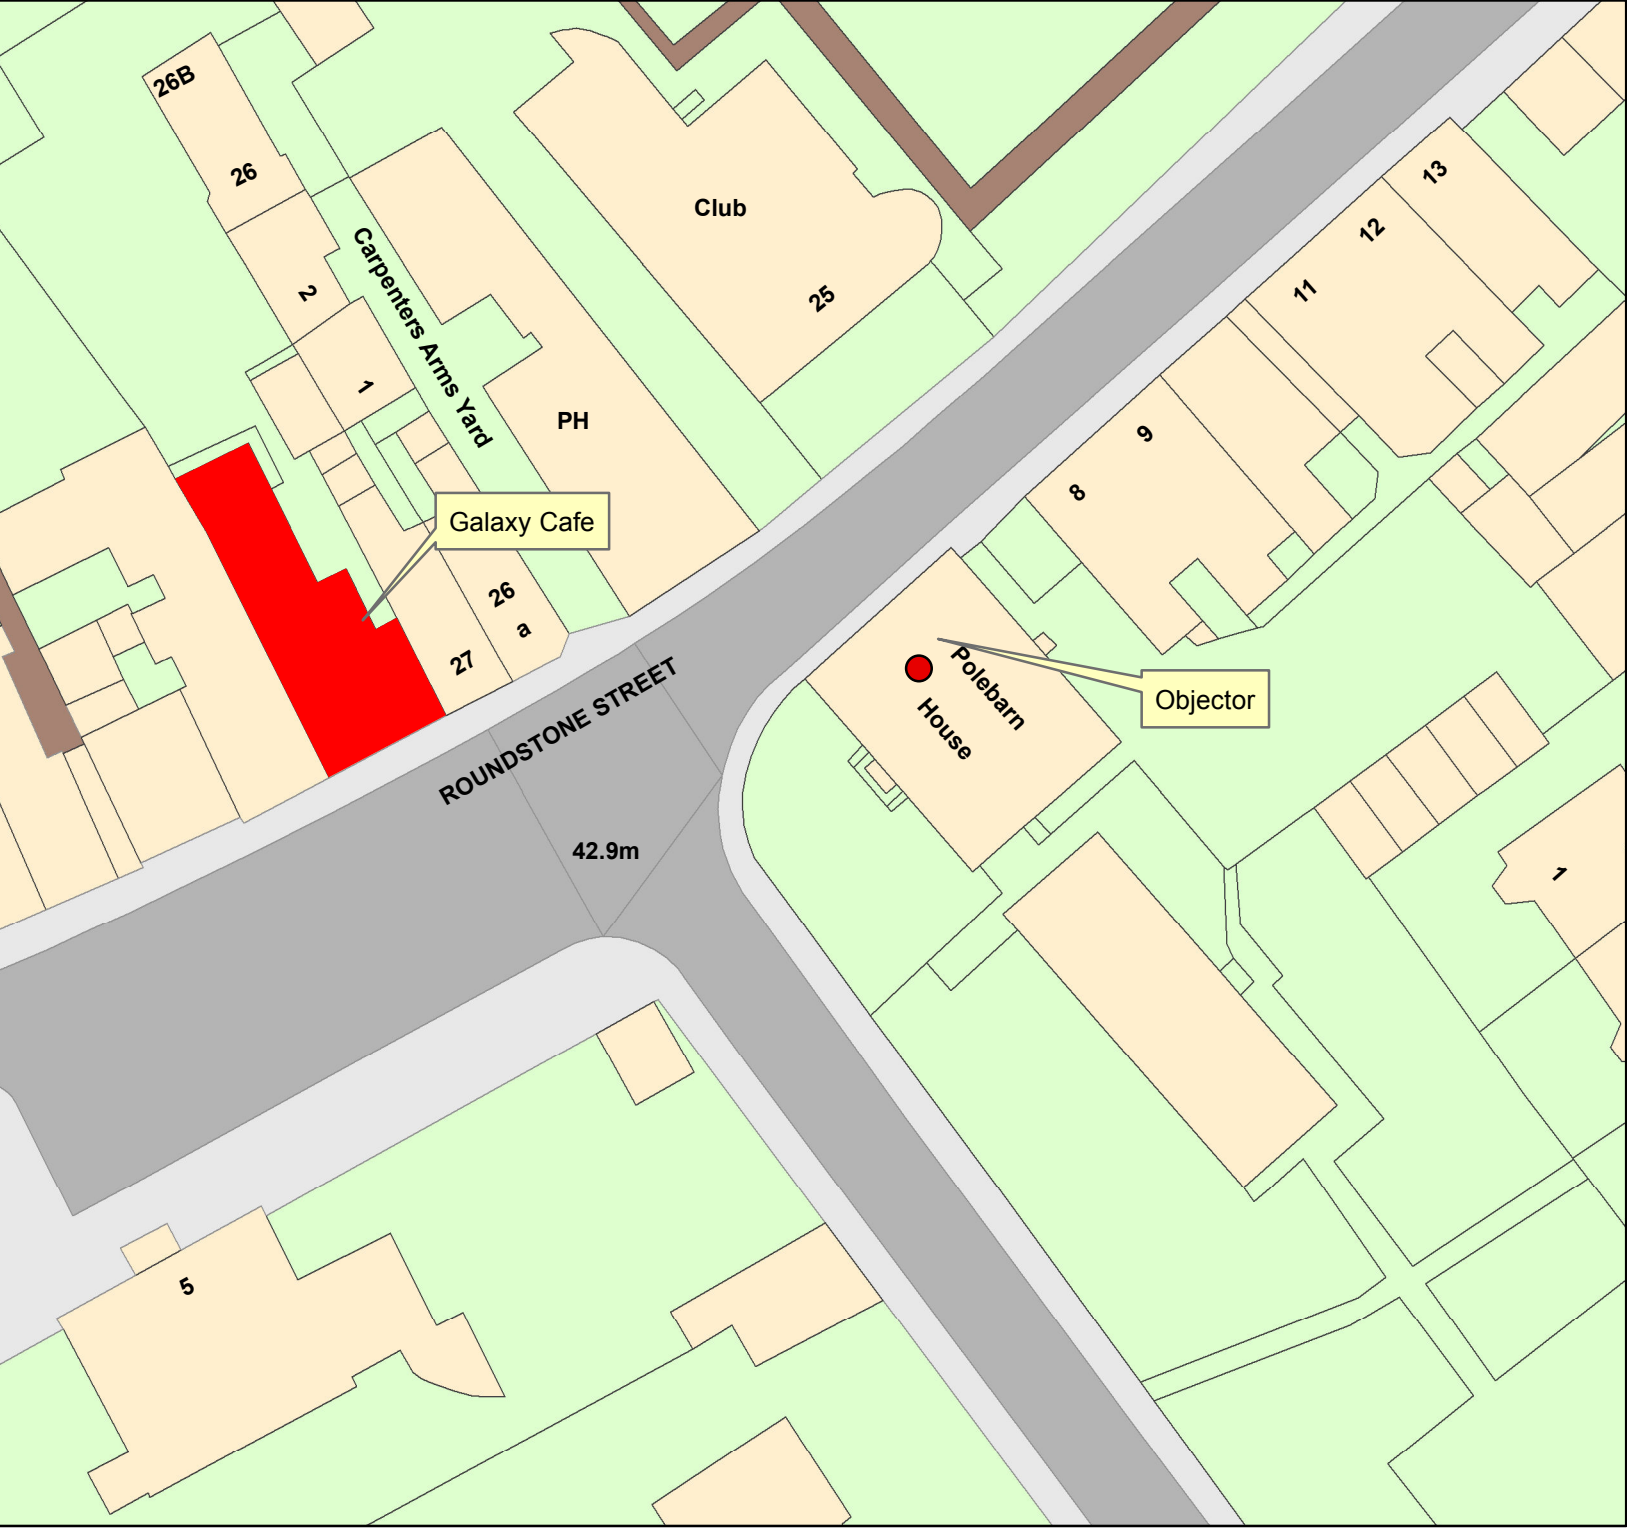 26B
26
2
Carpenters Arms Yard
1
Club
25
PH
13
12
11
9
8
Galaxy Cafe
26
a
27
ROUNDSTONE STREET
42.9m
Polebarn
House
Objector
1
5